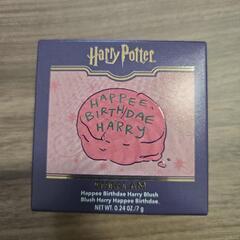 Harry Potter
HAPPEE
BIRTHDAE
HARRY
Happee Birthdae Harry Blush
Blush Harry Happee Birthdae.
NET WT. 0.24 OZ./7 g